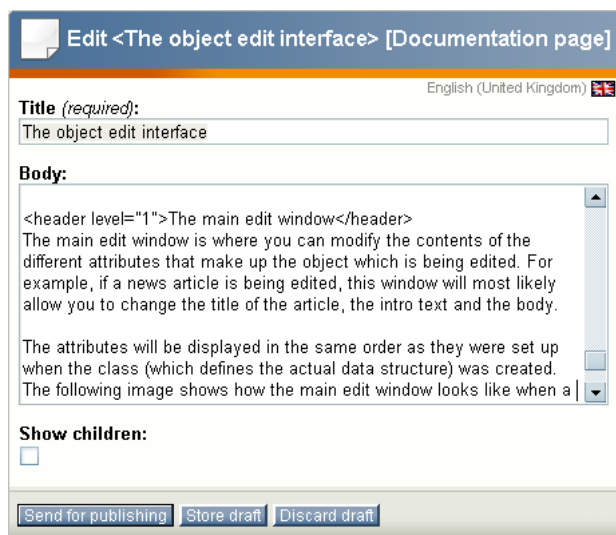 Edit <The object edit interface> [Documentation page]
English (United Kingdom)
Title (required):
The object edit interface
Body:
<header level="1">The main edit window</header>
The main edit window is where you can modify the contents of the
different attributes that make up the object which is being edited. For
example, if a news article is being edited, this window will most likely
allow you to change the title of the article, the intro text and the body.
The attributes will be displayed in the same order as they were set up
when the class (which defines the actual data structure) was created.
The following image shows how the main edit window looks like when a
Show children:
Send for publishing Store draft Discard draft